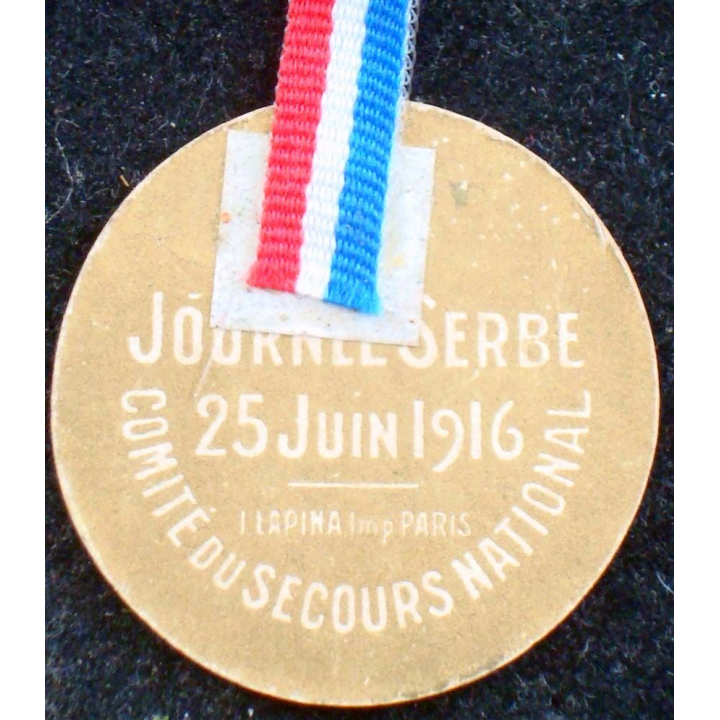 JOURNÉE SERBE
25 JUIN 1916
I LAPINA Imp PARIS
COMITÉ DU SECOURS NATIONAL